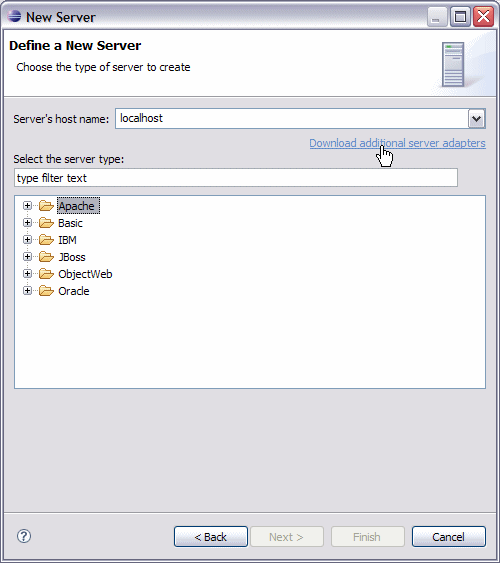 New Server
Define a New Server
Choose the type of server to create
Server's host name: localhost
Download additional server adapters
Select the server type:
type filter text
Apache
Basic
IBM
JBoss
ObjectWeb
Oracle
? < Back Next > Finish Cancel